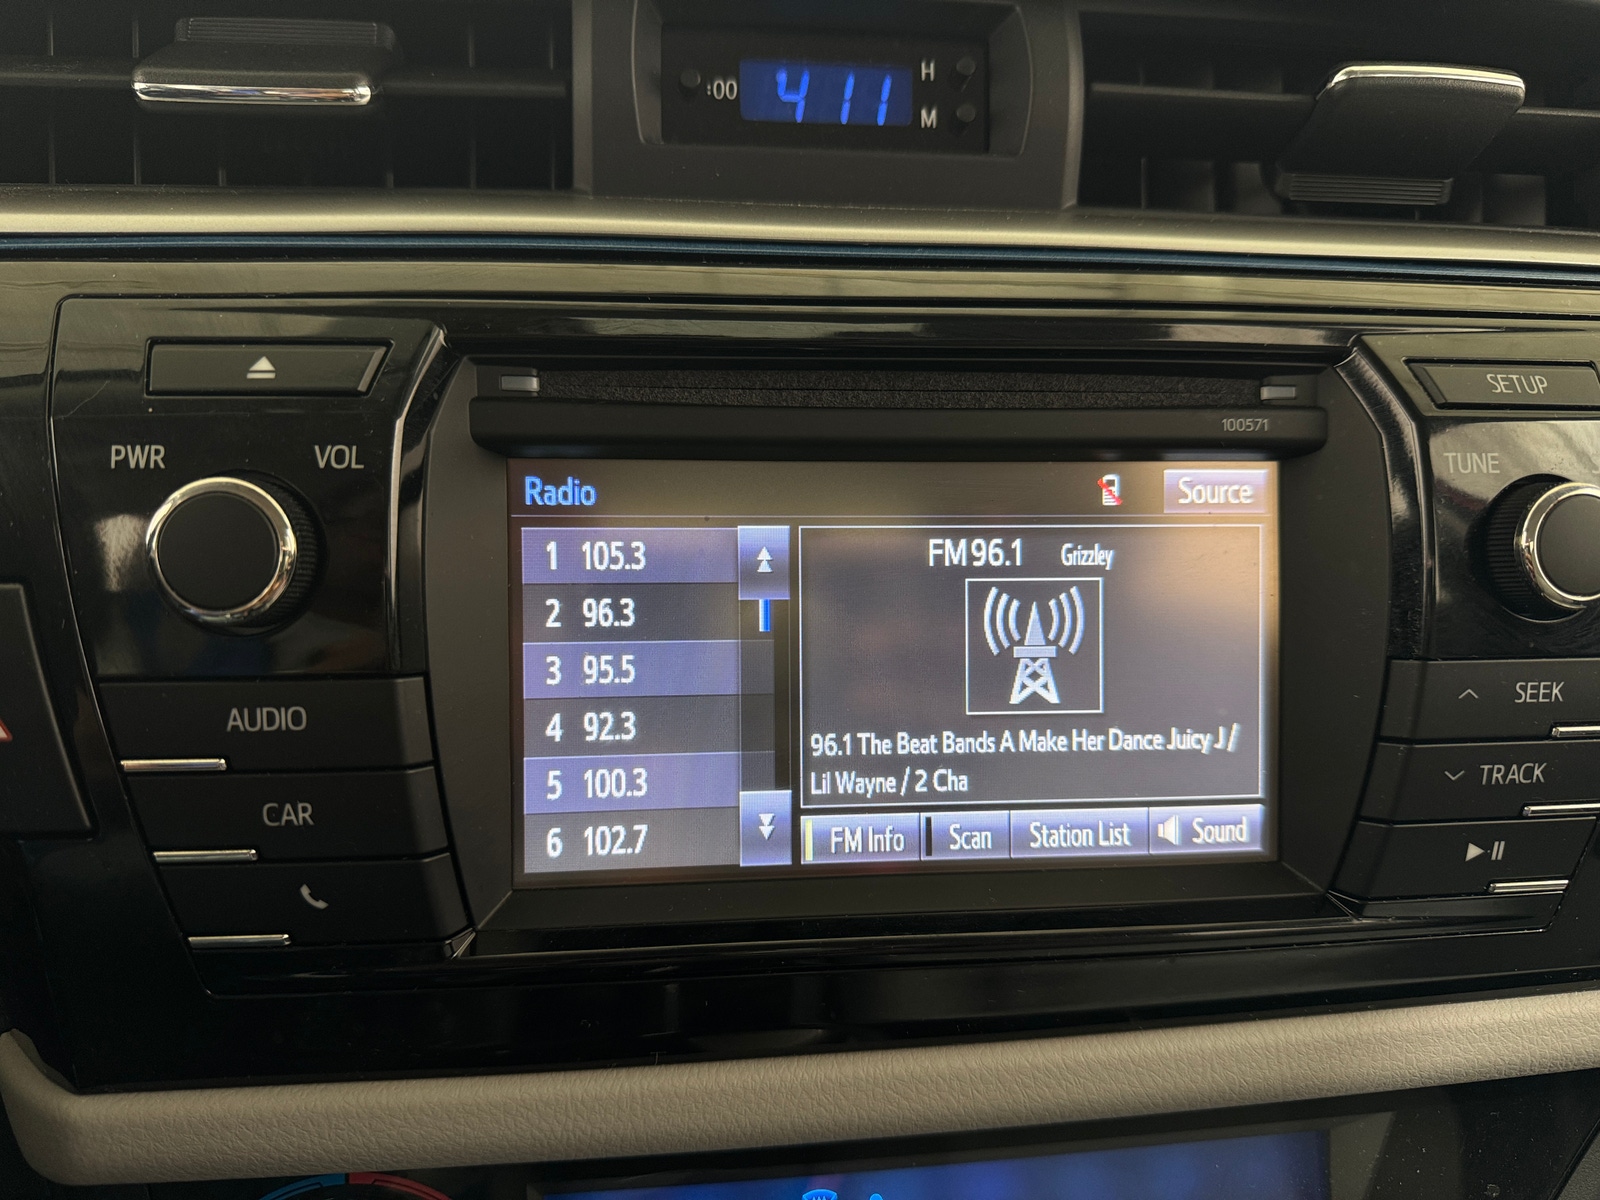 :00 4 11 H
M
SETUP
100571
PWR VOL
TUNE
Radio Source
1 105.3
2 96.3
3 95.5
4 92.3
5 100.3
6 102.7
FM 96.1 Grizzley
96.1 The Beat Bands A Make Her Dance Juicy J /
Lil Wayne / 2 Cha
FM Info Scan Station List Sound
AUDIO
CAR
SEEK
TRACK